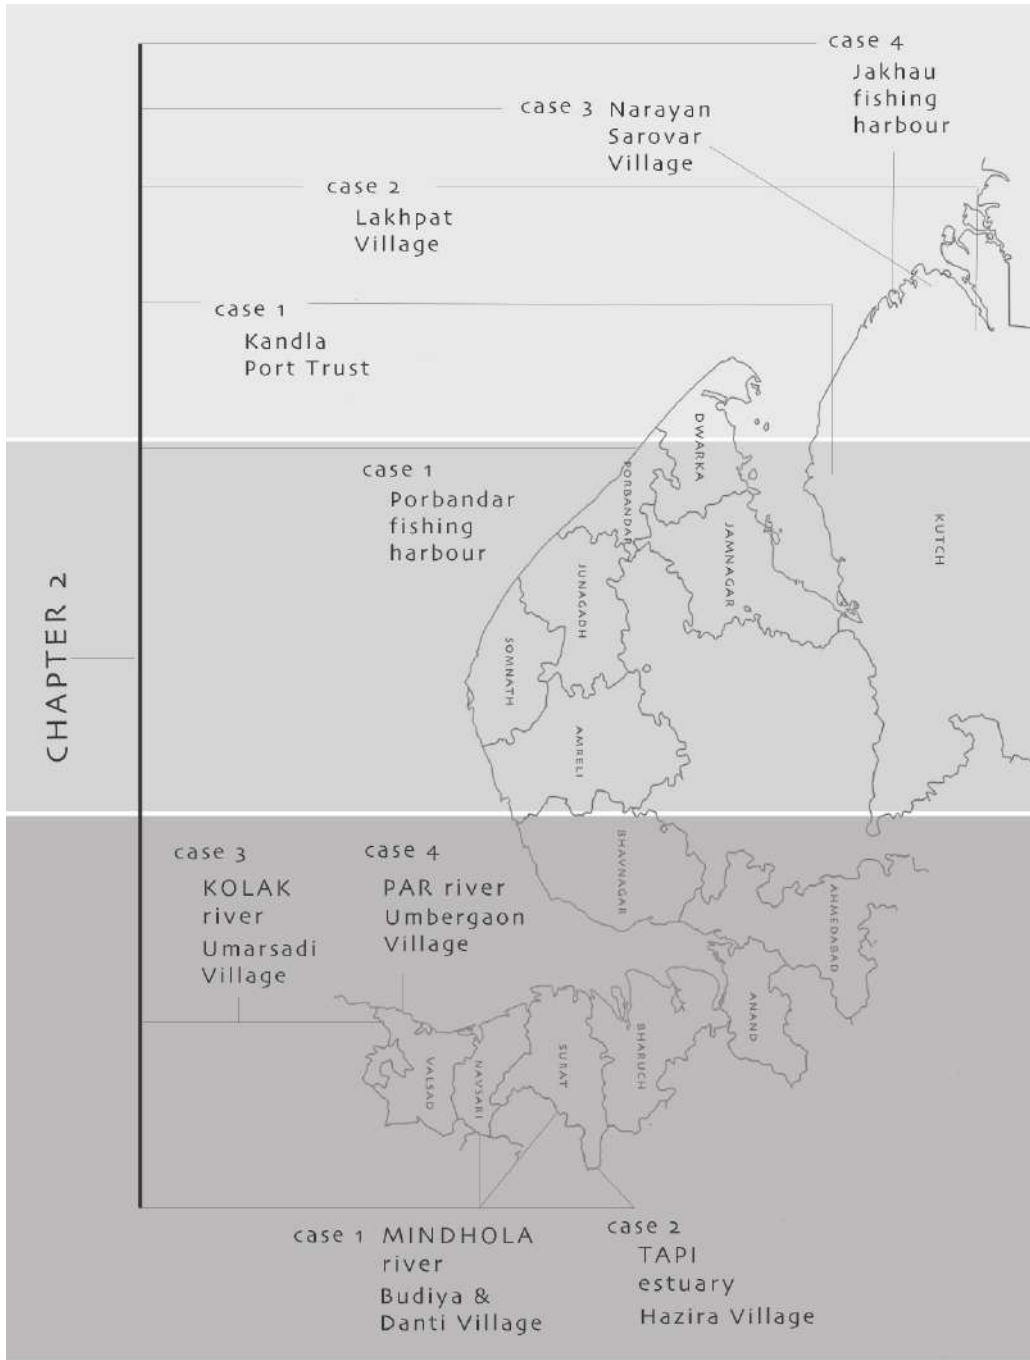 case 4
Jakhau
fishing
harbour
case 3 Narayan
Sarovar
Village
case 2
Lakhpat
Village
case 1
Kandla
Port Trust
case 1
Porbandar
fishing
harbour
CHAPTER 2
DWARKA
PORBANDAR
JAMNAGAR
KUTCH
JUNAGADH
SOMNATH
AMRELI
BHAVNAGAR
AHMEDABAD
ANAND
BHARUCH
SURAT
NAVSARI
VALSAD
case 3
KOLAK
river
Umarsadi
Village
case 4
PAR river
Umbergaon
Village
case 1 MINDHOLA
river
Budiya &
Danti Village
case 2
TAPI
estuary
Hazira Village